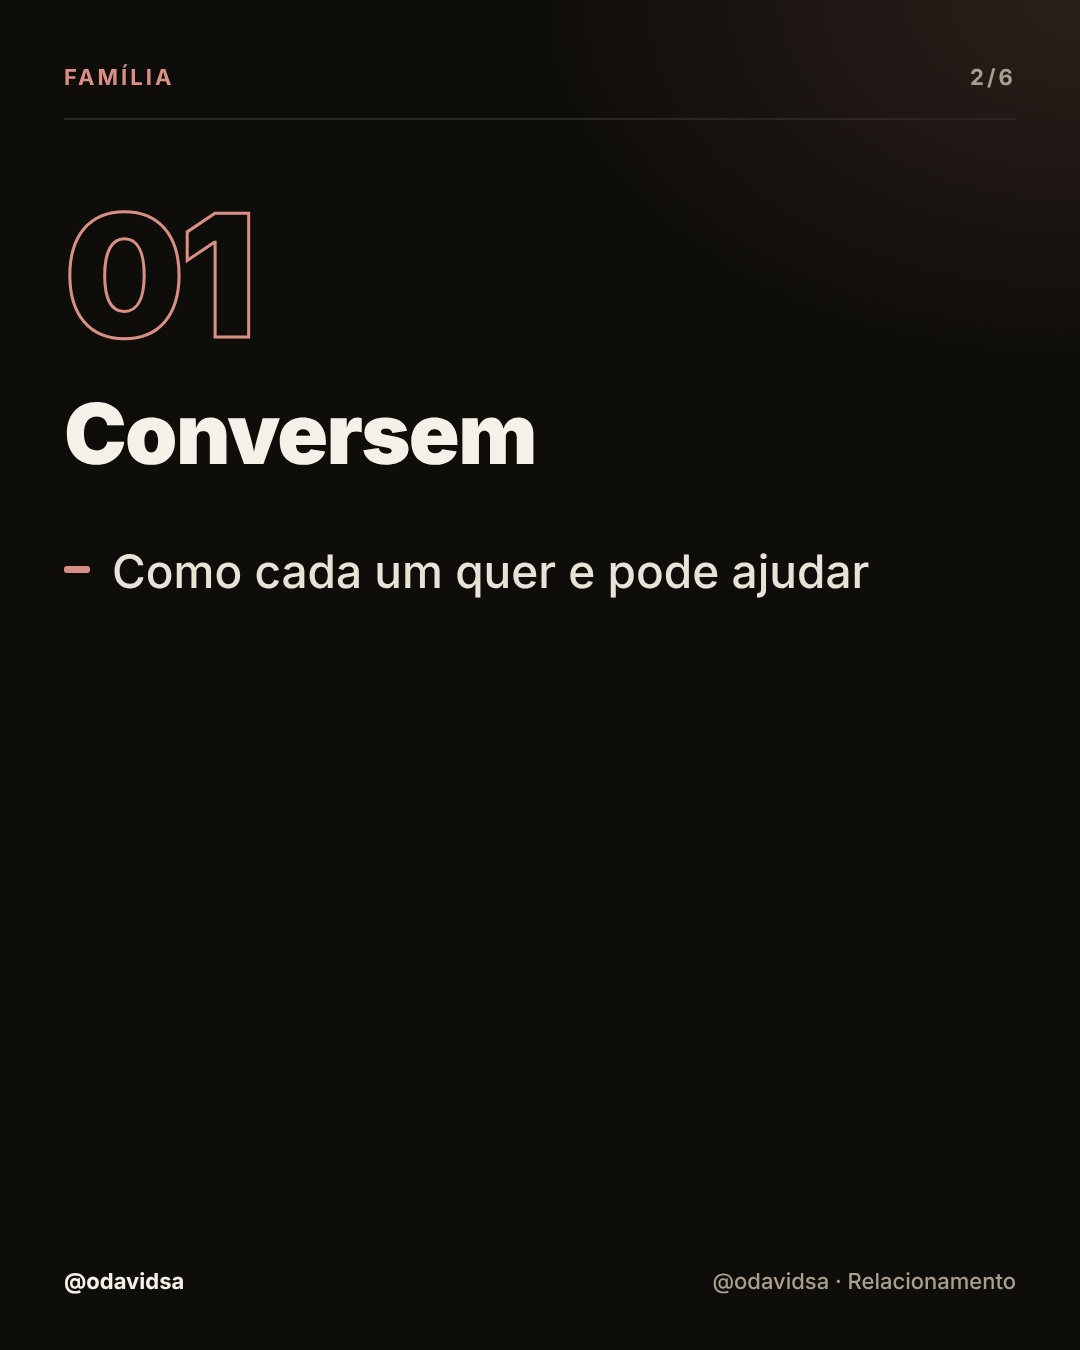 FAMÍLIA
2/6
01
Conversem
Como cada um quer e pode ajudar
@odavidsa
@odavidsa · Relacionamento